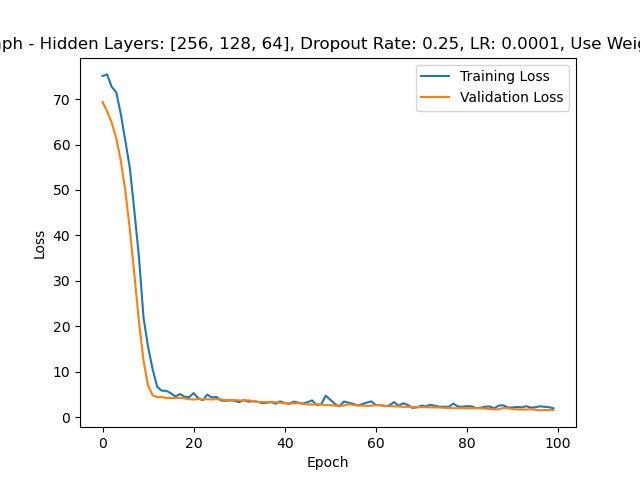 ph - Hidden Layers: [256, 128, 64], Dropout Rate: 0.25, LR: 0.0001, Use Weig
Training Loss
Validation Loss
70
60
50
40
30
20
10
0
Loss
0 20 40 60 80 100
Epoch